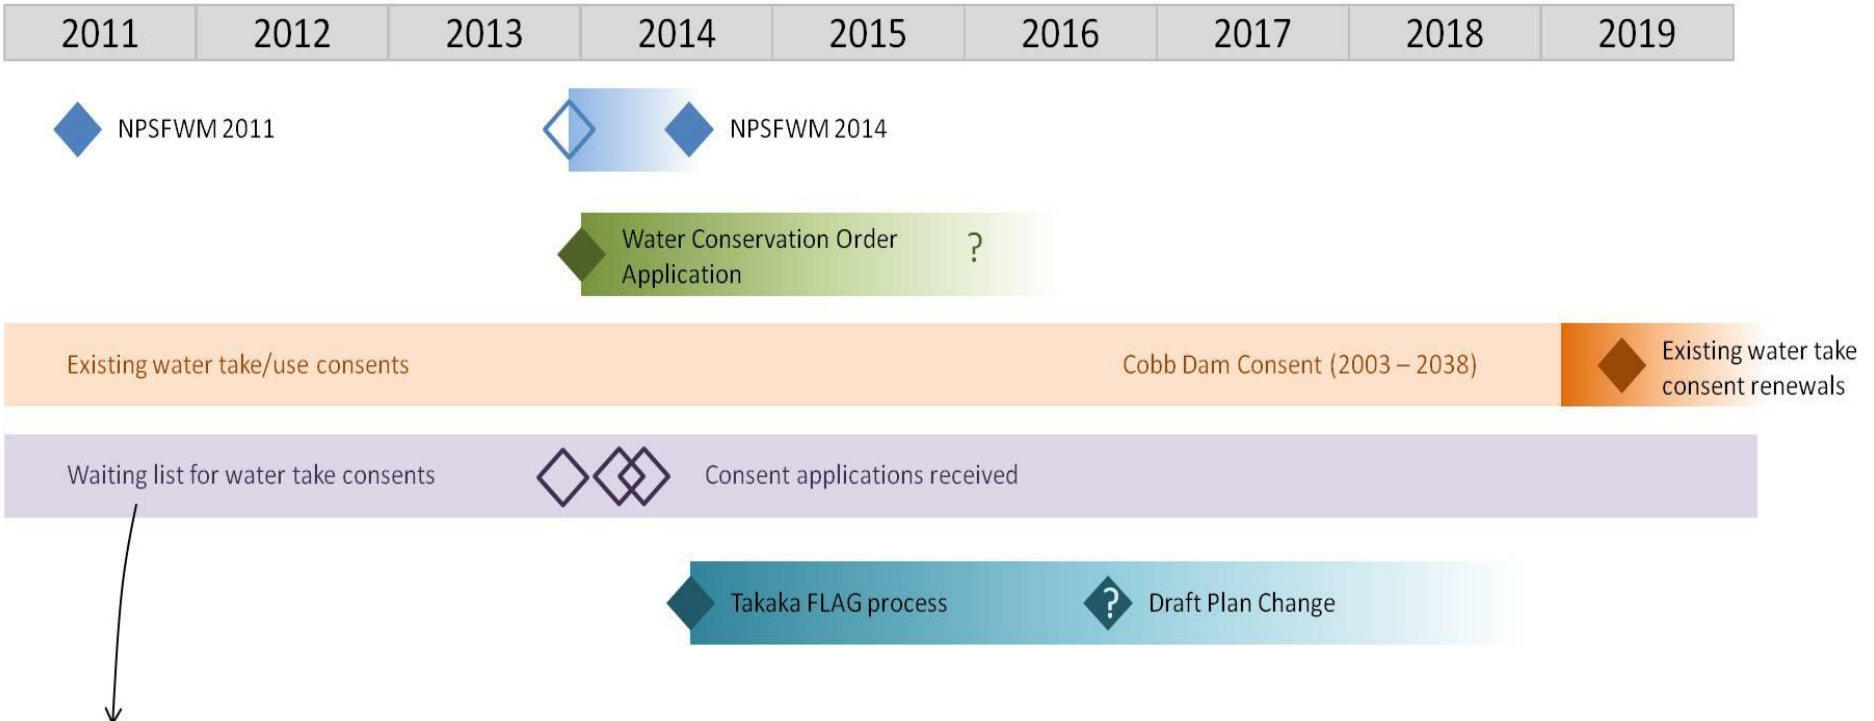 2011 2012 2013 2014 2015 2016 2017 2018 2019
NPSFWM 2011
NPSFWM 2014
Water Conservation Order
Application
?
Existing water take/use consents
Cobb Dam Consent (2003 – 2038)
Existing water take
consent renewals
Waiting list for water take consents
Consent applications received
Takaka FLAG process
?
Draft Plan Change